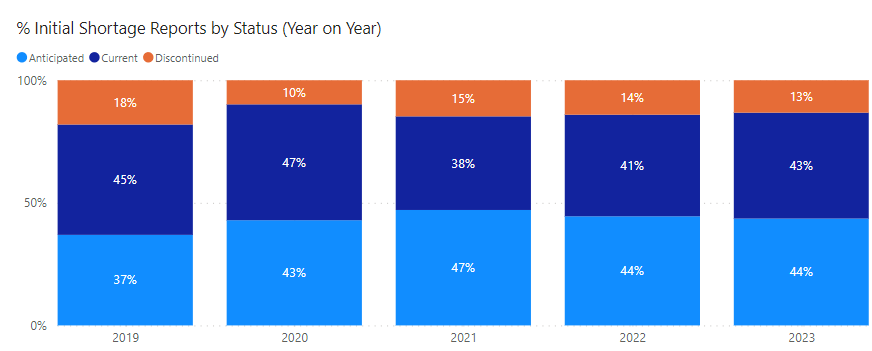 % Initial Shortage Reports by Status (Year on Year)
Anticipated Current Discontinued
100%
18% 10% 15% 14% 13%
45% 47% 38% 41% 43%
50%
37% 43% 47% 44% 44%
0%
2019 2020 2021 2022 2023